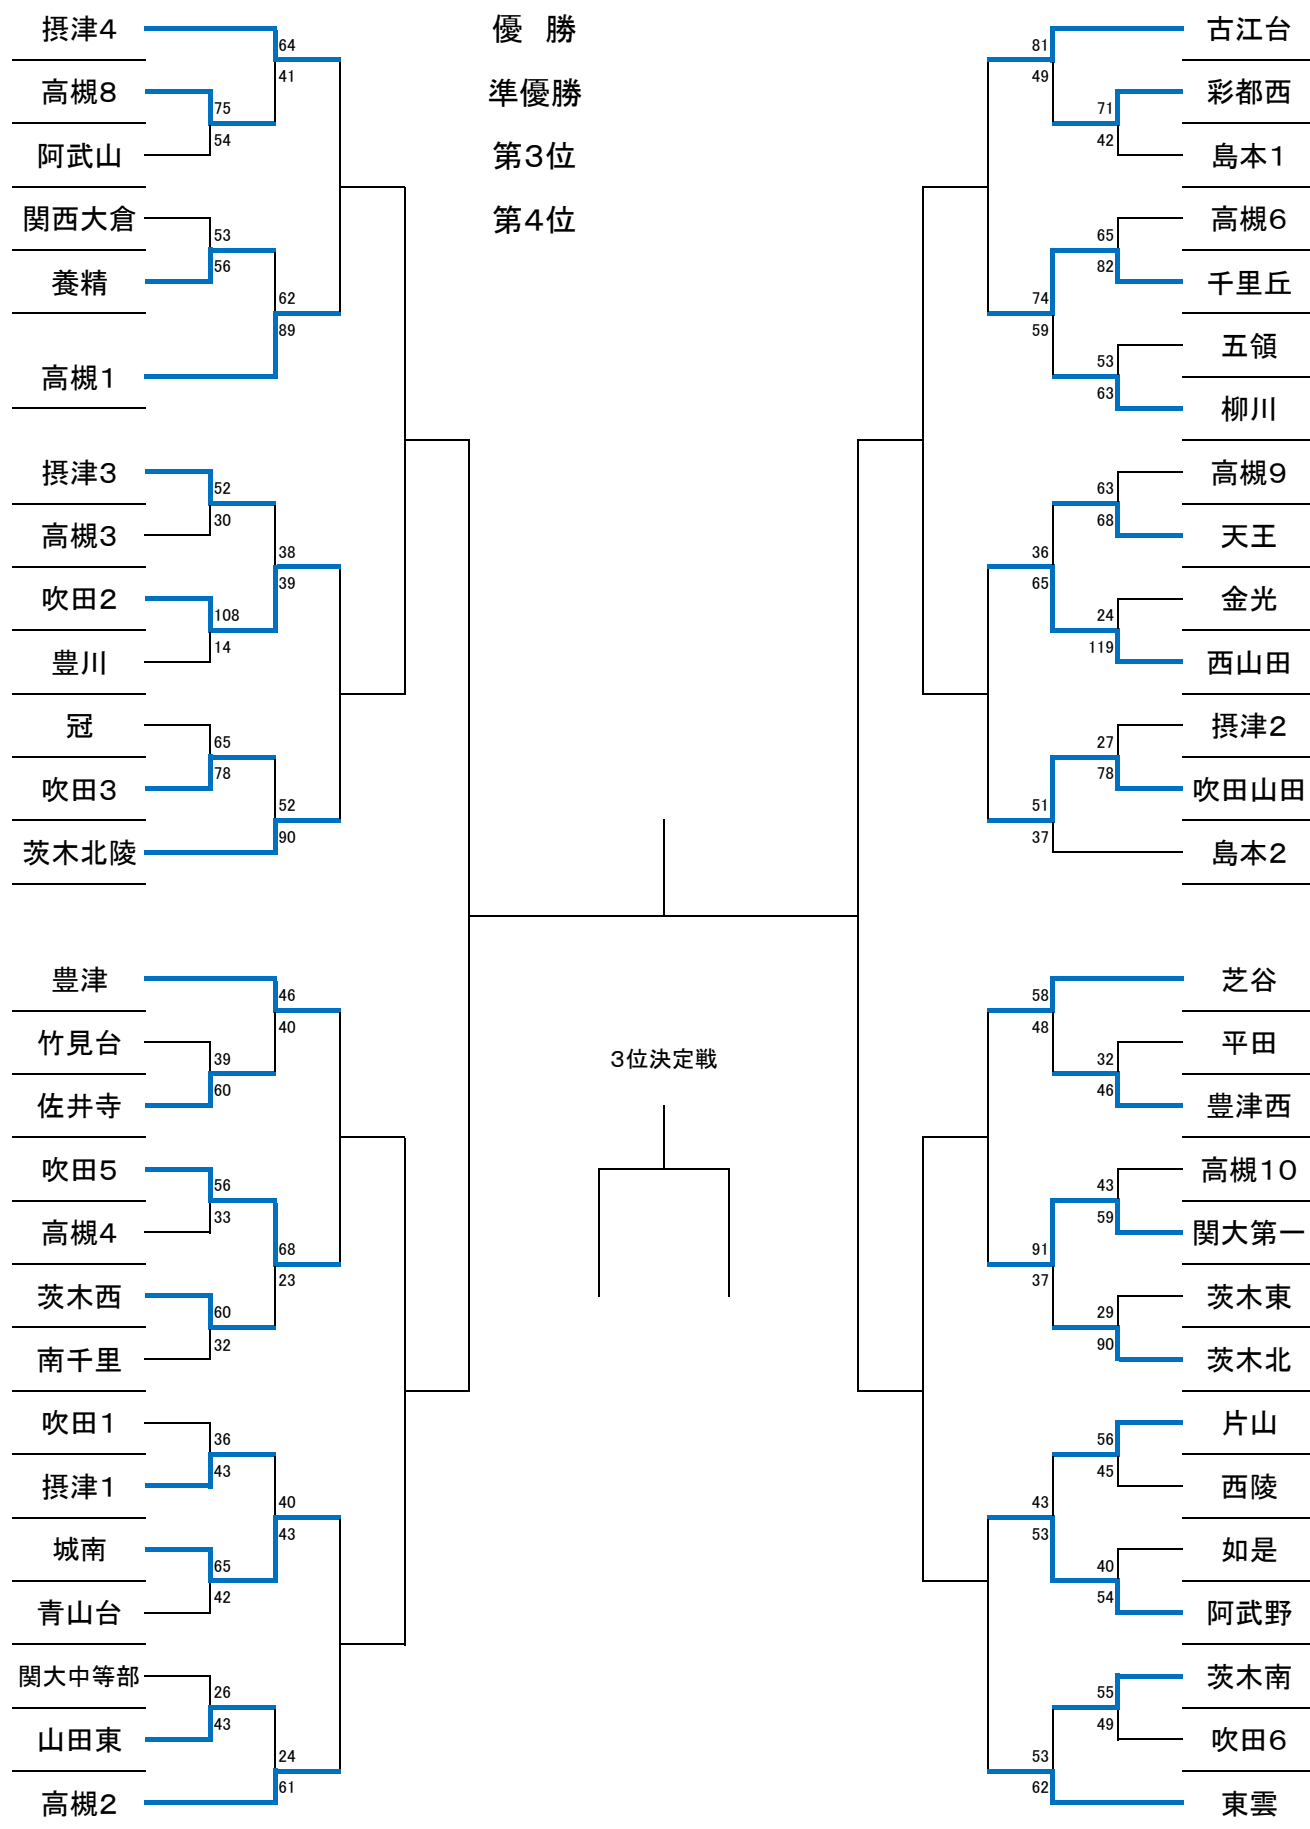 摂津4
64
41
高槻8
75
54
阿武山
関西大倉
53
56
養精
62
89
高槻1
摂津3
52
30
高槻3
38
39
吹田2
108
14
豊川
冠
65
78
吹田3
52
90
茨木北陵
豊津
46
40
竹見台
39
60
佐井寺
吹田5
56
33
高槻4
68
23
茨木西
60
32
南千里
吹田1
36
43
摂津1
40
43
城南
65
42
青山台
関大中等部
26
43
山田東
24
61
高槻2
優 勝
準優勝
第3位
第4位
3位決定戦
古江台
81
49
彩都西
71
42
島本1
高槻6
65
82
千里丘
74
59
五領
53
63
柳川
高槻9
63
68
天王
36
65
金光
24
119
西山田
摂津2
27
78
吹田山田
51
37
島本2
芝谷
58
48
平田
32
46
豊津西
高槻10
43
59
関大第一
91
37
茨木東
29
90
茨木北
片山
56
45
西陵
43
53
如是
40
54
阿武野
茨木南
55
49
吹田6
53
62
東雲